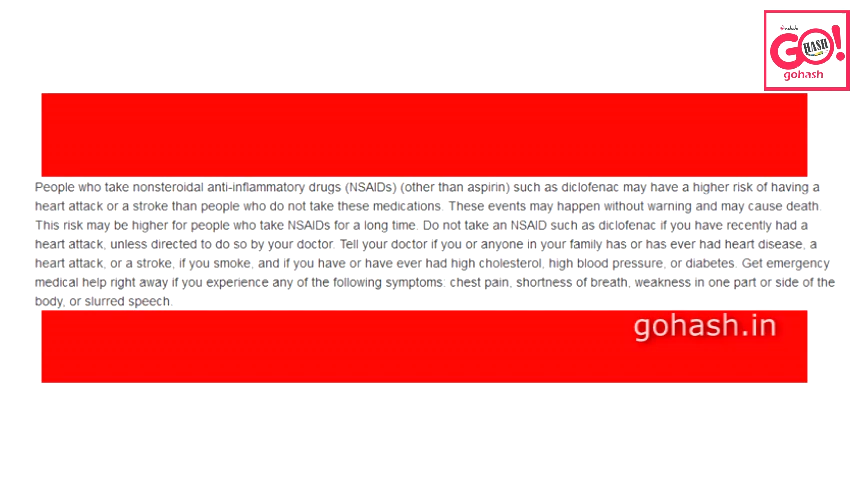 GO!
HASH
gohash
People who take nonsteroidal anti-inflammatory drugs (NSAIDs) (other than aspirin) such as diclofenac may have a higher risk of having a
heart attack or a stroke than people who do not take these medications. These events may happen without warning and may cause death.
This risk may be higher for people who take NSAIDs for a long time. Do not take an NSAID such as diclofenac if you have recently had a
heart attack, unless directed to do so by your doctor. Tell your doctor if you or anyone in your family has or has ever had heart disease, a
heart attack, or a stroke, if you smoke, and if you have or have ever had high cholesterol, high blood pressure, or diabetes. Get emergency
medical help right away if you experience any of the following symptoms: chest pain, shortness of breath, weakness in one part or side of the
body, or slurred speech.
gohash.in